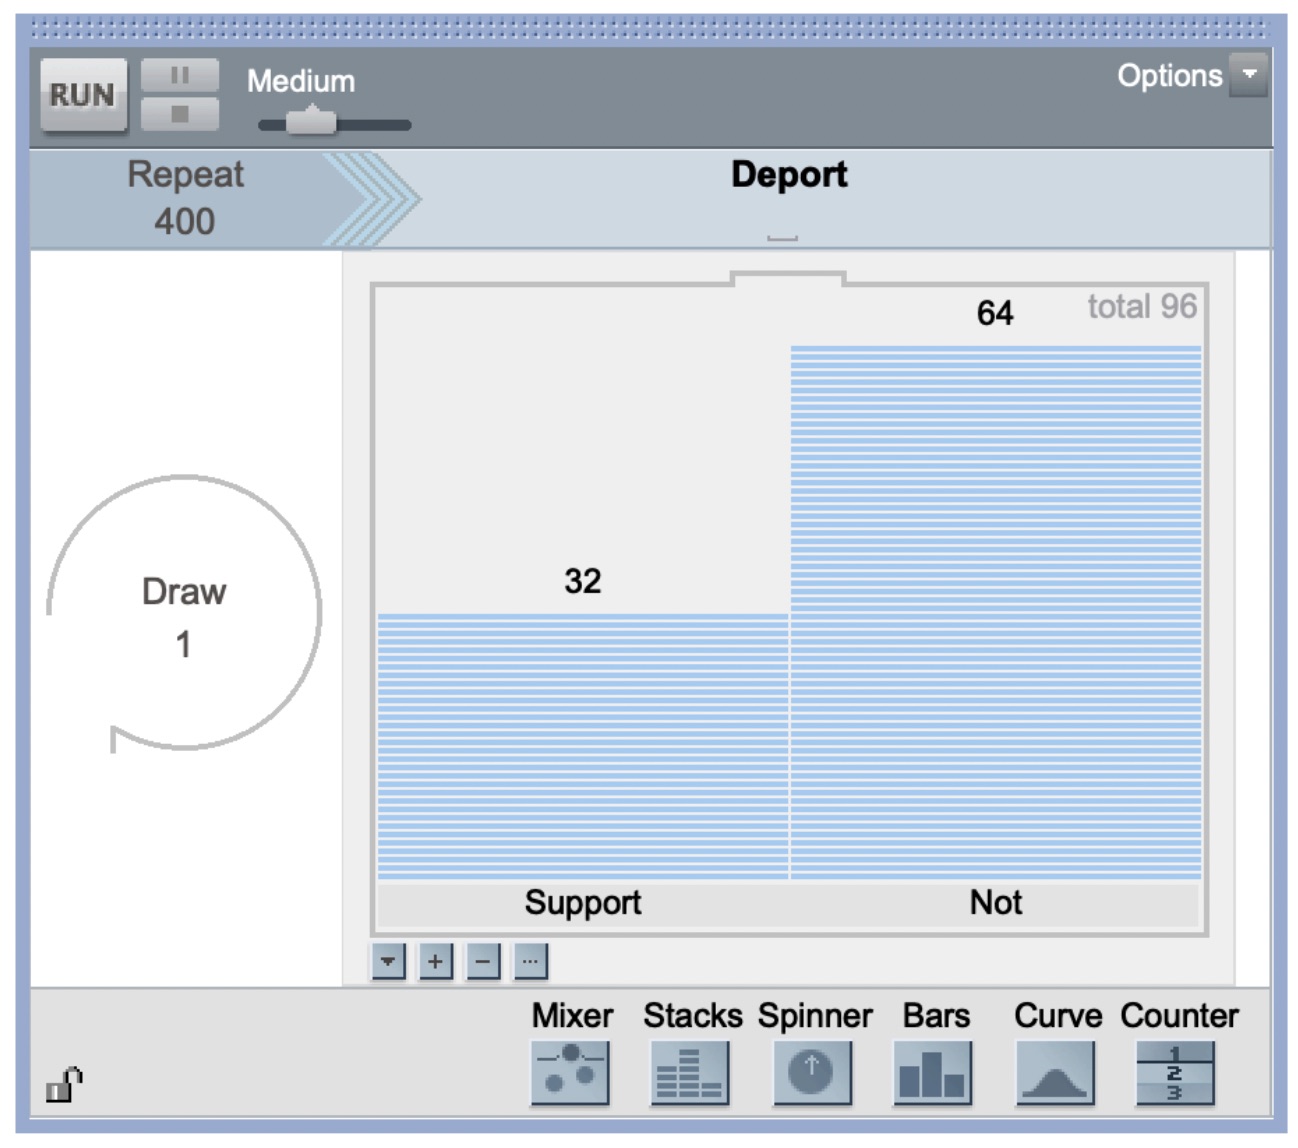 RUN
Medium
Options
Repeat
400
Deport
64
total 96
32
Draw
1
Support
Not
Mixer
Stacks
Spinner
Bars
Curve
Counter
1
2
3